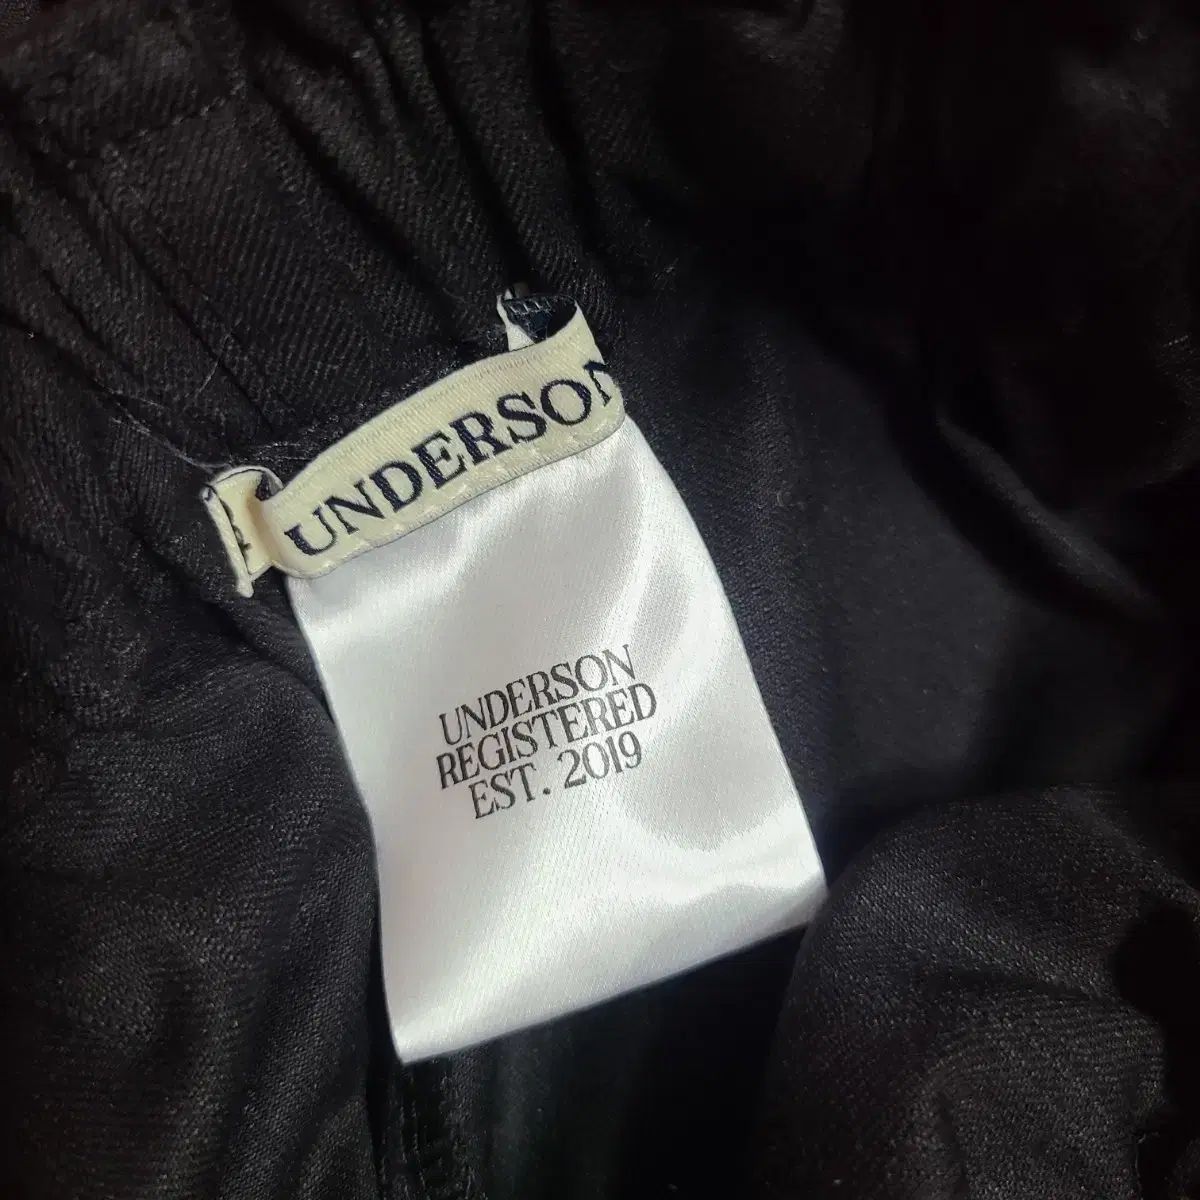 UNDERSON
UNDERSON
REGISTERED
EST. 2019